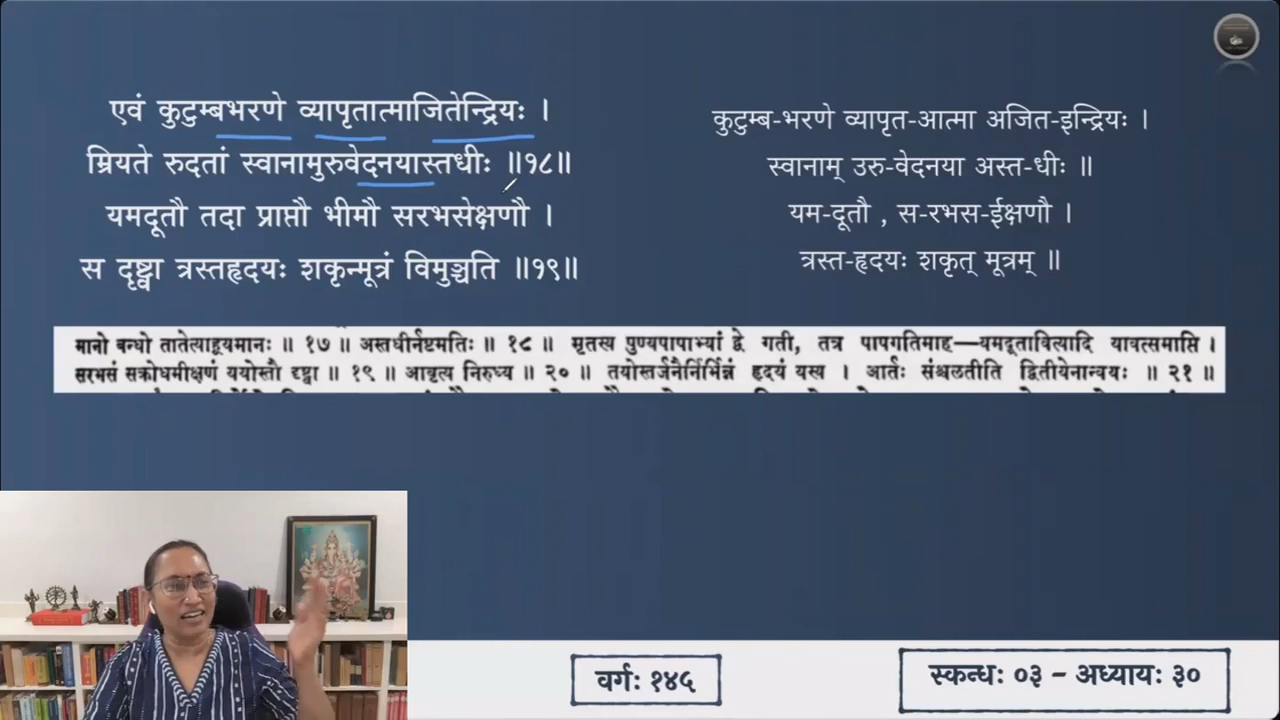 एवं कुटुम्बभरणे व्यापृतात्माजितेन्द्रियः ।
म्रियते रुदतां स्वानामुरुवेदनयास्तधीः ॥१८॥
यमदूतौ तदा प्राप्तौ भीमौ सरभसेक्षणौ ।
स दृष्ट्वा त्रस्तहृदयः शकृन्मूत्रं विमुञ्चति ॥१९॥
कुटुम्ब-भरणे व्यापृत-आत्मा अजित-इन्द्रियः ।
स्वानाम् उरु-वेदनया अस्त-धीः ॥
यम-दूतौ , स-रभस-ईक्षणौ ।
त्रस्त-हृदयः शकृत् मूत्रम् ॥
मानो बन्धो तातेत्याहूयमानः ॥ १७ ॥ अस्तधीर्नष्टमतिः ॥ १८ ॥ मृतस्य पुण्यपापाभ्यां द्वे गती, तत्र पापगतिमाह—यमदूतावित्यादि यावत्समाप्ति ।
सरभसं सक्रोधमीक्षणं ययोस्तौ दृष्ट्वा ॥ १९ ॥ आवृत्य निरुध्य ॥ २० ॥ तयोस्तर्जनैर्निर्भिन्नं हृदयं यस्य । आर्तः संश्चलतीति द्वितीयेनान्वयः ॥ २१ ॥
वर्गः १४५
स्कन्धः ०३ - अध्यायः ३०